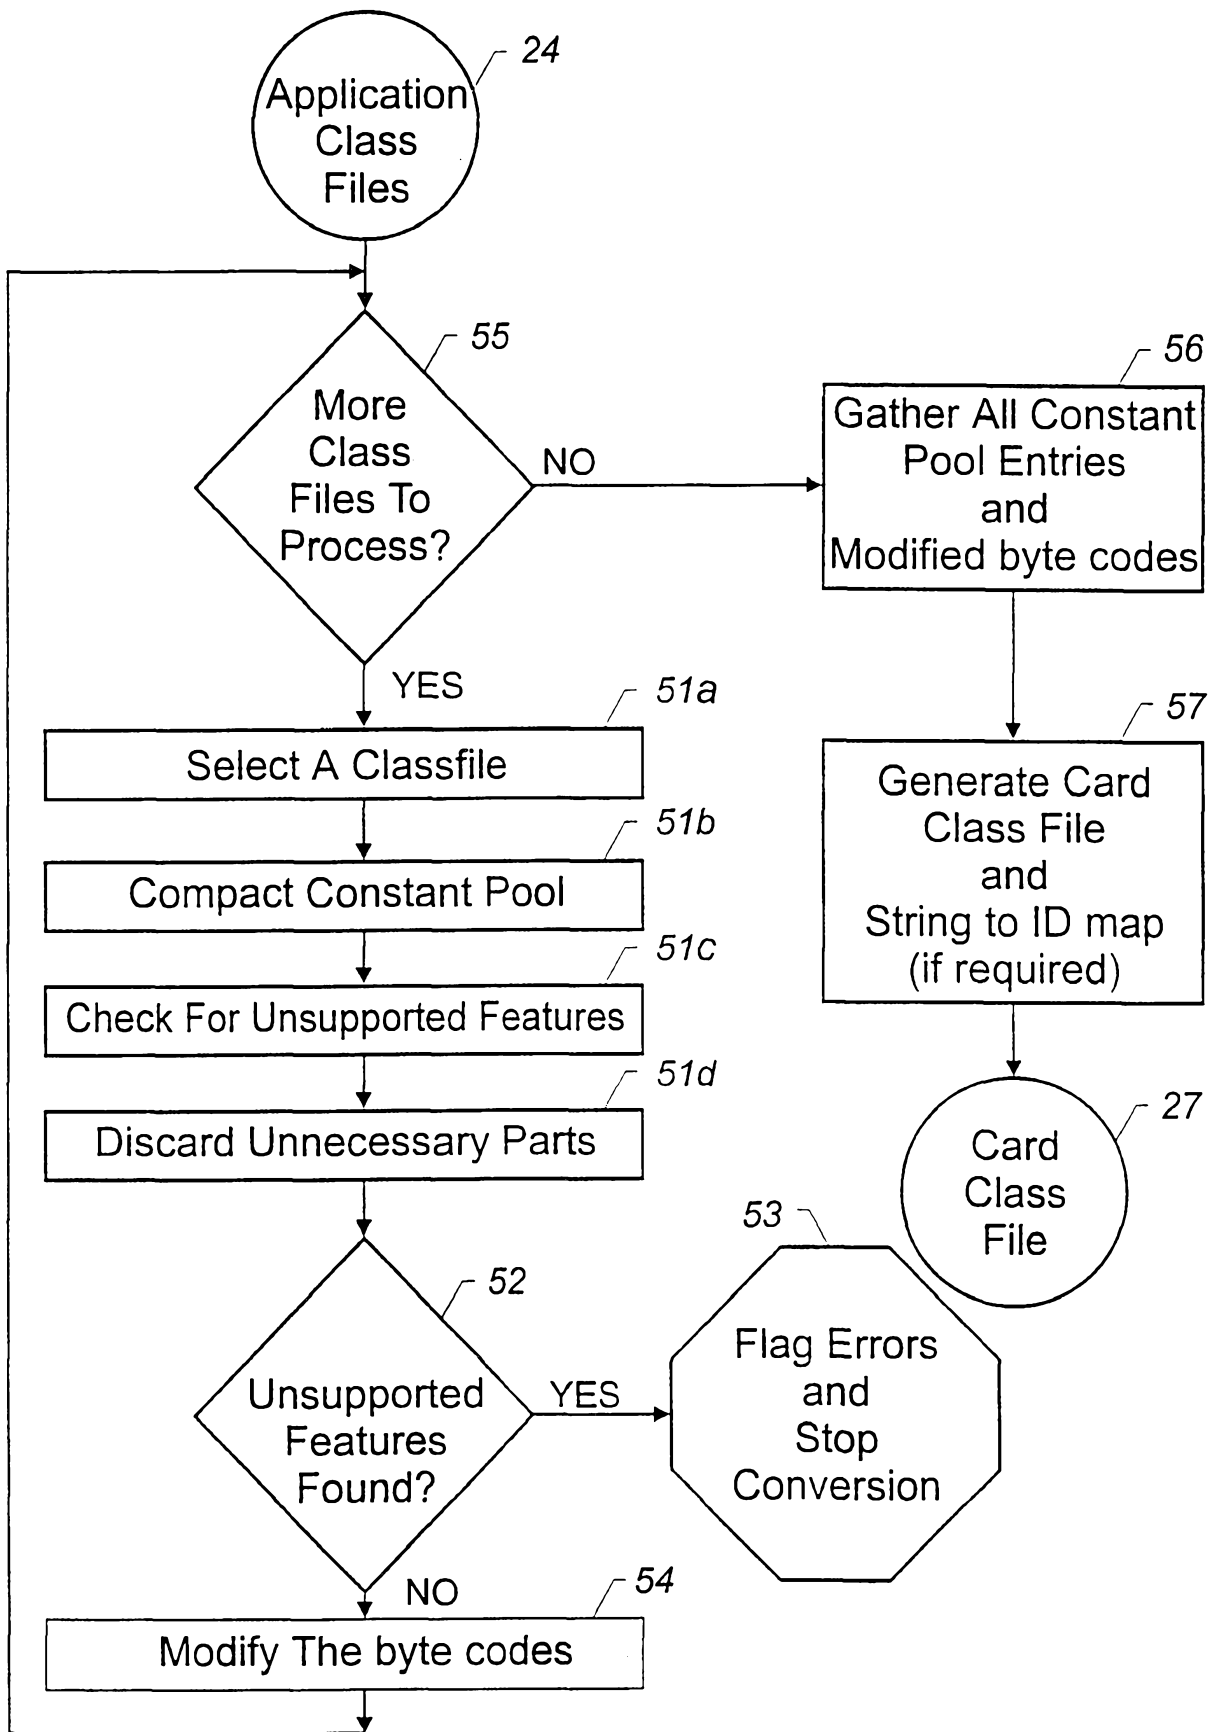 24
Application
Class
Files
55
More
Class
Files To
Process?
NO
YES
56
Gather All Constant
Pool Entries
and
Modified byte codes
51a
Select A Classfile
57
Generate Card
Class File
and
String to ID map
(if required)
51b
Compact Constant Pool
51c
Check For Unsupported Features
51d
Discard Unnecessary Parts
27
Card
Class
File
52
Unsupported
Features
Found?
YES
NO
53
Flag Errors
and
Stop
Conversion
54
Modify The byte codes